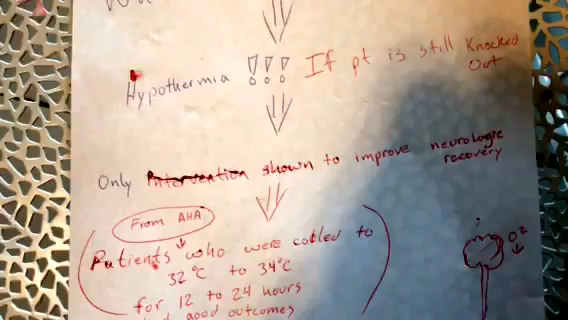 Hypothermia !!! If pt is still Knocked
Out
Only Intervention shown to improve neurologic
recovery
From AHA
Patients who were cooled to
32°C to 34°C
for 12 to 24 hours
had good outcomes
O2